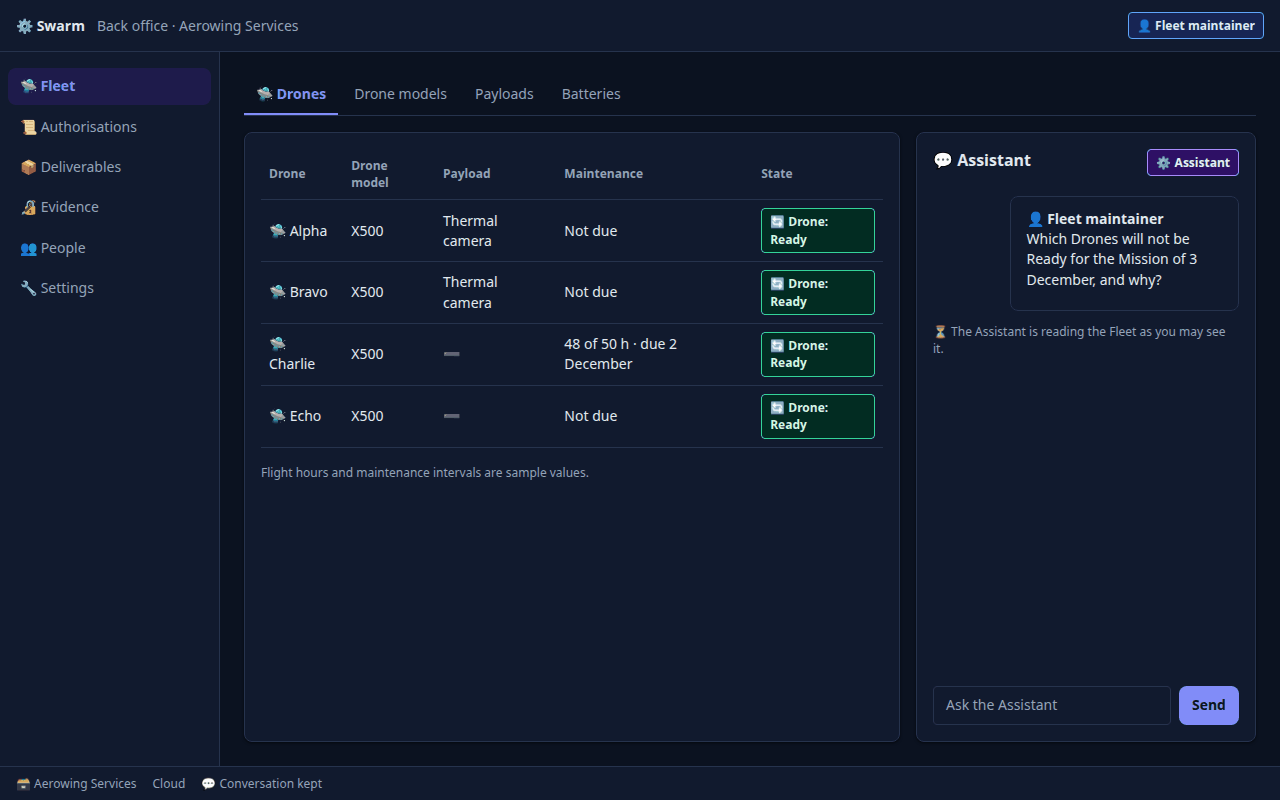 Swarm Back office · Aerowing Services
Fleet maintainer
Fleet
Authorisations
Deliverables
Evidence
People
Settings
Drones Drone models Payloads Batteries
Drone Drone model Payload Maintenance State
Alpha X500 Thermal camera Not due Drone: Ready
Bravo X500 Thermal camera Not due Drone: Ready
Charlie X500 — 48 of 50 h · due 2 December Drone: Ready
Echo X500 — Not due Drone: Ready
Flight hours and maintenance intervals are sample values.
Assistant
Assistant
Fleet maintainer
Which Drones will not be
Ready for the Mission of 3
December, and why?
The Assistant is reading the Fleet as you may see
it.
Ask the Assistant
Send
Aerowing Services Cloud Conversation kept